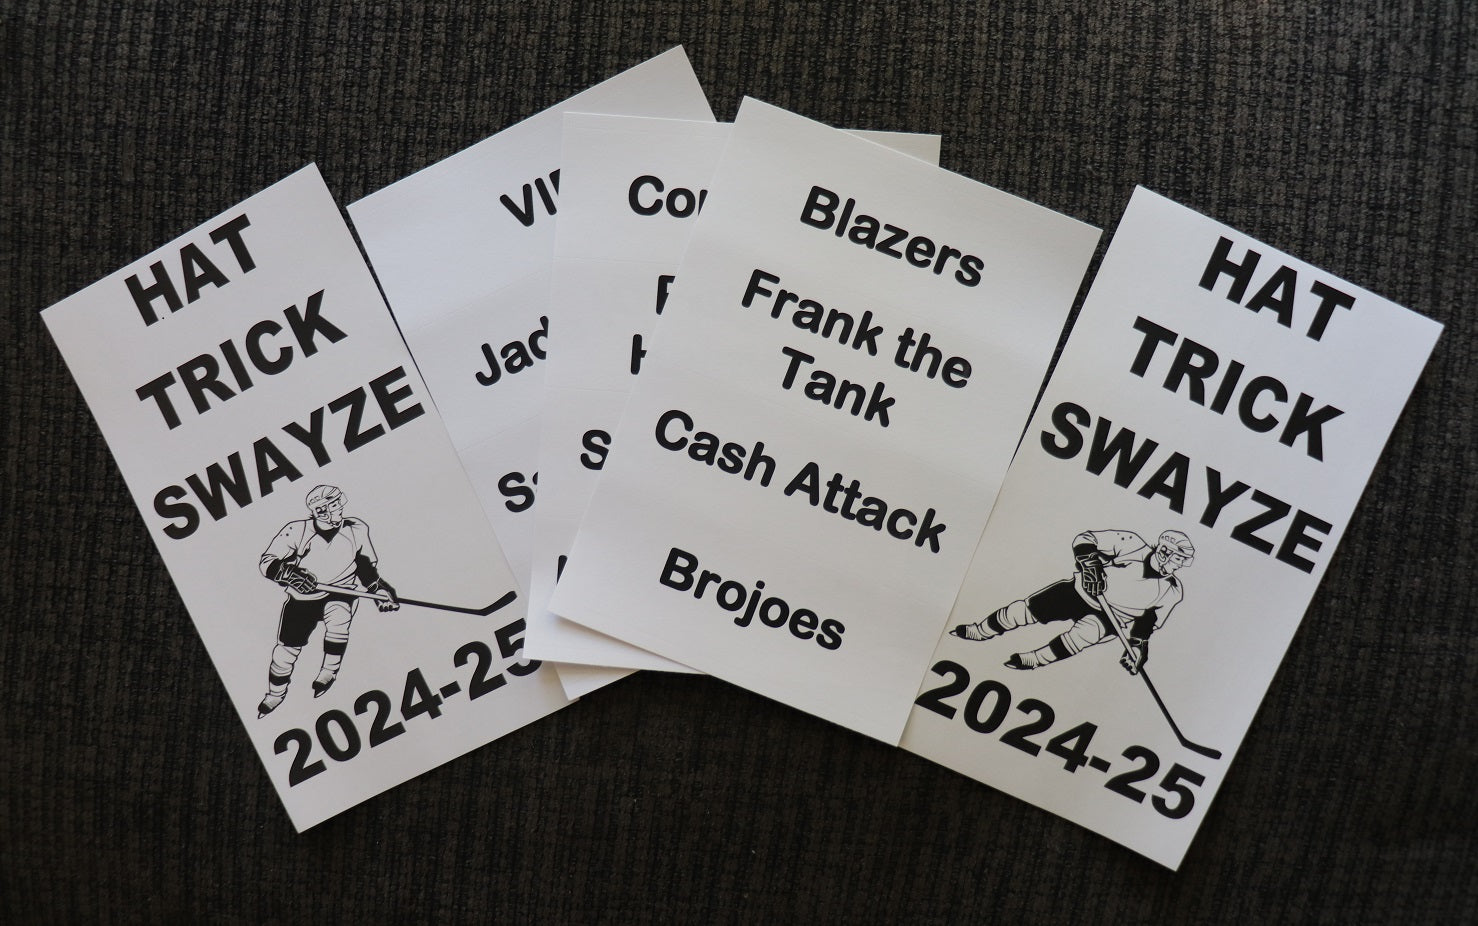 HAT
TRICK
SWAYZE
2024-25
Blazers
Frank the
Tank
Cash Attack
Brojoes
HAT
TRICK
SWAYZE
2024-25